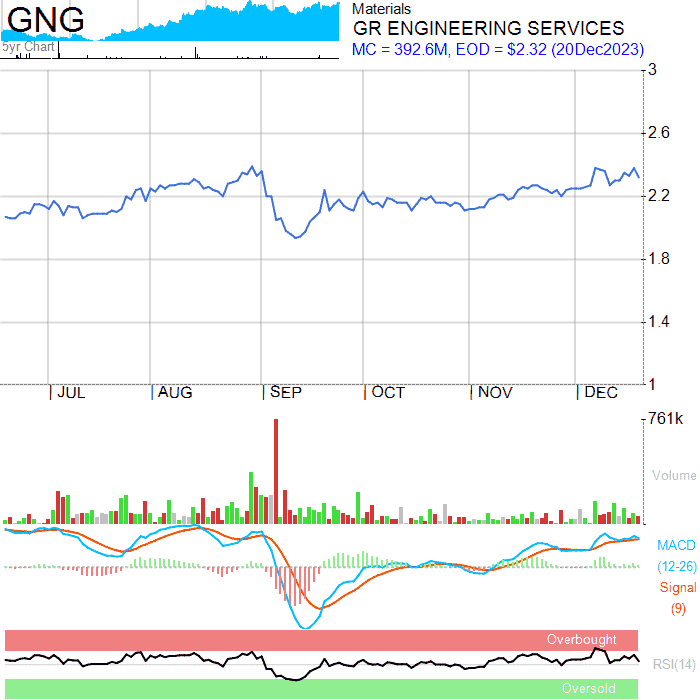 GNG
5yr Chart
Materials
GR ENGINEERING SERVICES
MC = 392.6M, EOD = $2.32 (20Dec2023)
3
2.6
2.2
1.8
1.4
1
JUL
AUG
SEP
OCT
NOV
DEC
761k
Volume
MACD
(12-26)
Signal
(9)
Overbought
RSI(14)
Oversold